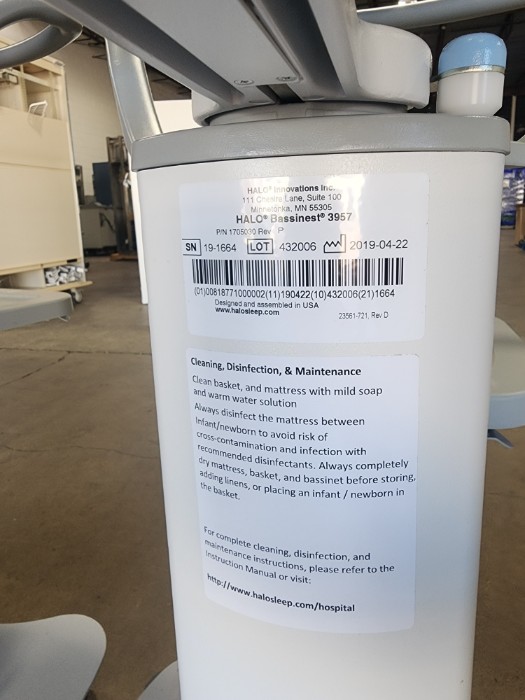 HALO® Innovations Inc.
111 Cheshire Lane, Suite 100
Minnetonka, MN 55305
HALO® Bassinest® 3957
P/N 1705030 Rev P
SN 19-1664 LOT 432006 2019-04-22
(01)00818771000002(11)190422(10)432006(21)1664
Designed and assembled in USA
www.halosleep.com 23561-721, Rev D
Cleaning, Disinfection, & Maintenance
Clean basket, and mattress with mild soap
and warm water solution
Always disinfect the mattress between
infant/newborn to avoid risk of
cross-contamination and infection with
recommended disinfectants. Always completely
dry mattress, basket, and bassinet before storing,
adding linens, or placing an infant / newborn in
the basket.
For complete cleaning, disinfection, and
maintenance instructions, please refer to the
Instruction Manual or visit:
http://www.halosleep.com/hospital